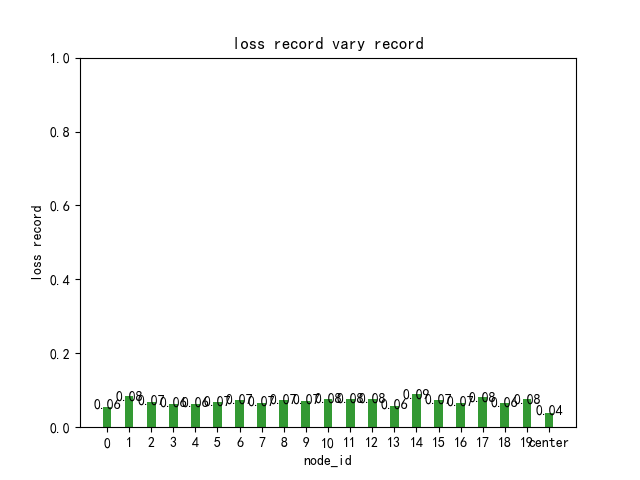 loss record vary record
1.0
0.8
0.6
0.4
0.2
0.0
loss record
0.06 0.08 0.07 0.06 0.06 0.07 0.07 0.07 0.07 0.07 0.08 0.08 0.08 0.06 0.09 0.07 0.07 0.08 0.06 0.08 0.04
0 1 2 3 4 5 6 7 8 9 10 11 12 13 14 15 16 17 18 19 center
node_id